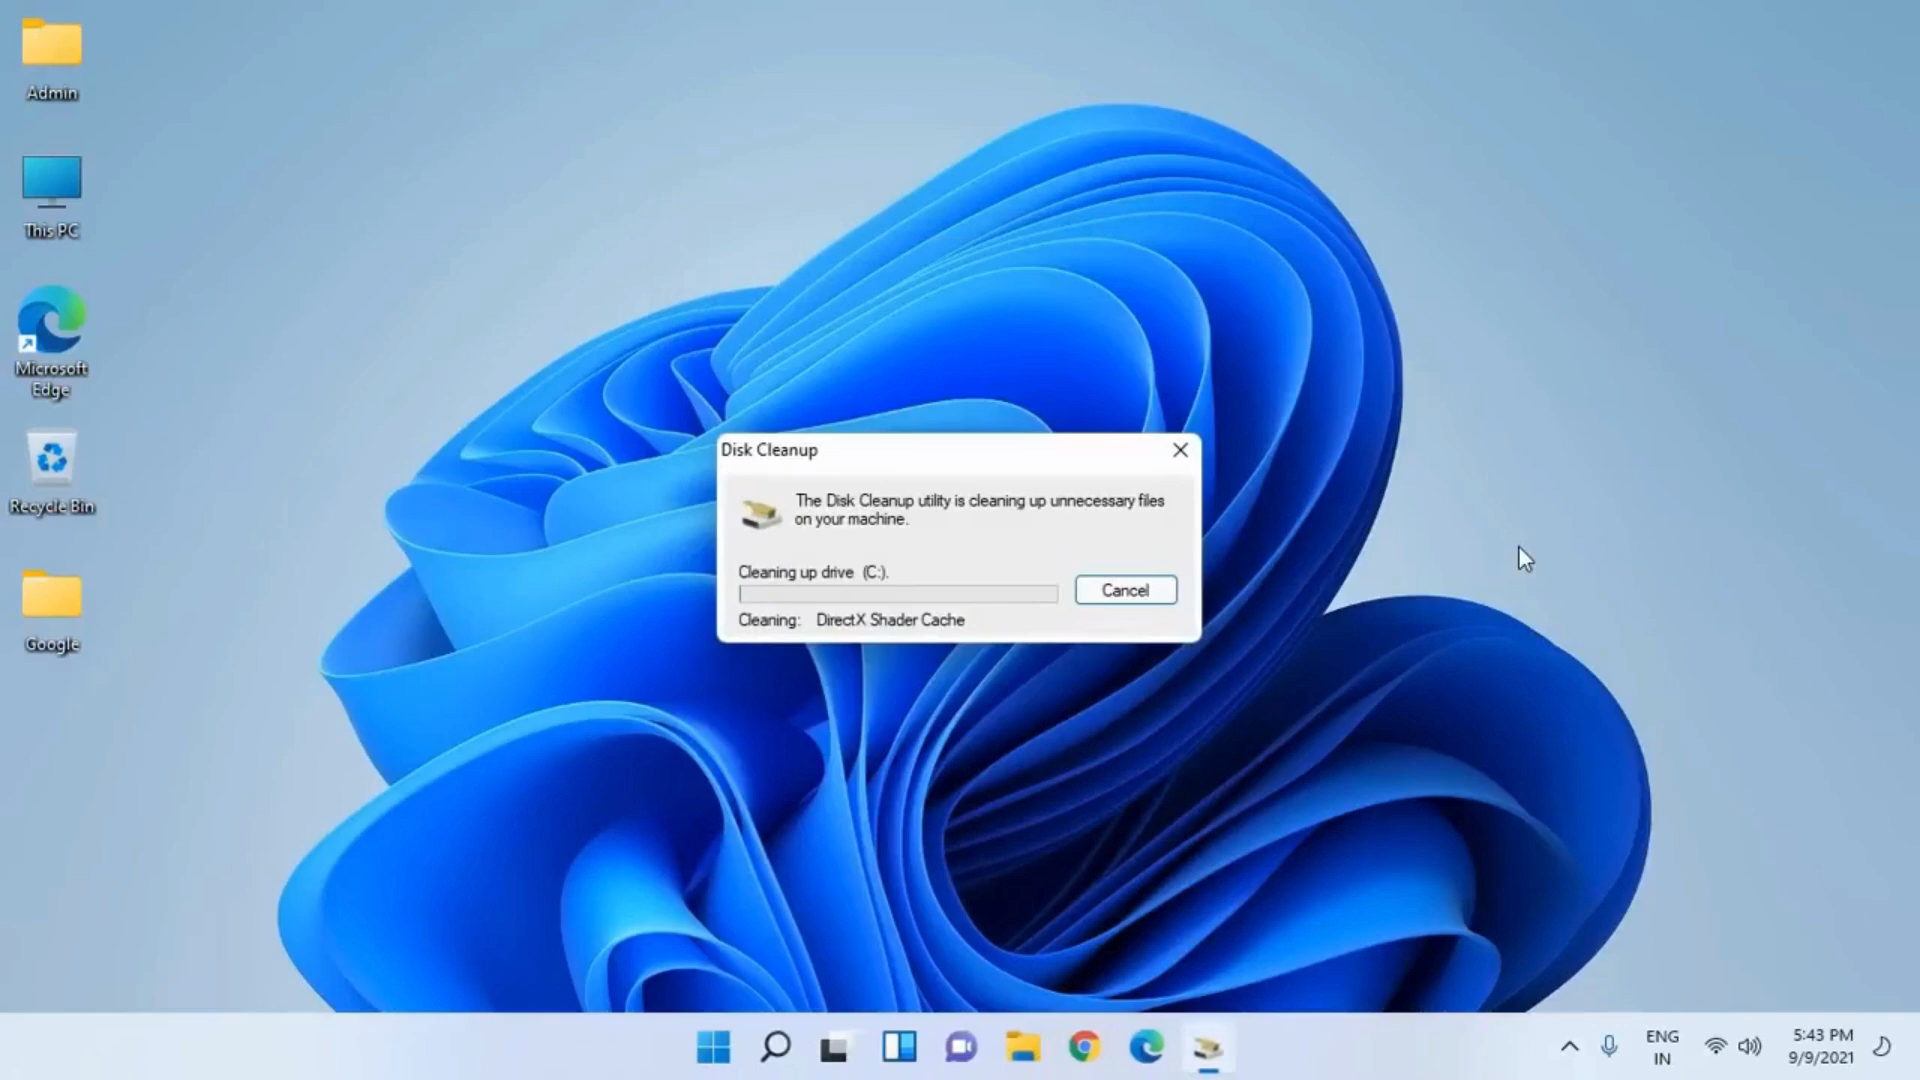 Admin
This PC
Microsoft
Edge
Recycle Bin
Google
Disk Cleanup
The Disk Cleanup utility is cleaning up unnecessary files
on your machine.
Cleaning up drive (C:).
Cancel
Cleaning: DirectX Shader Cache
ENG
IN
5:43 PM
9/9/2021